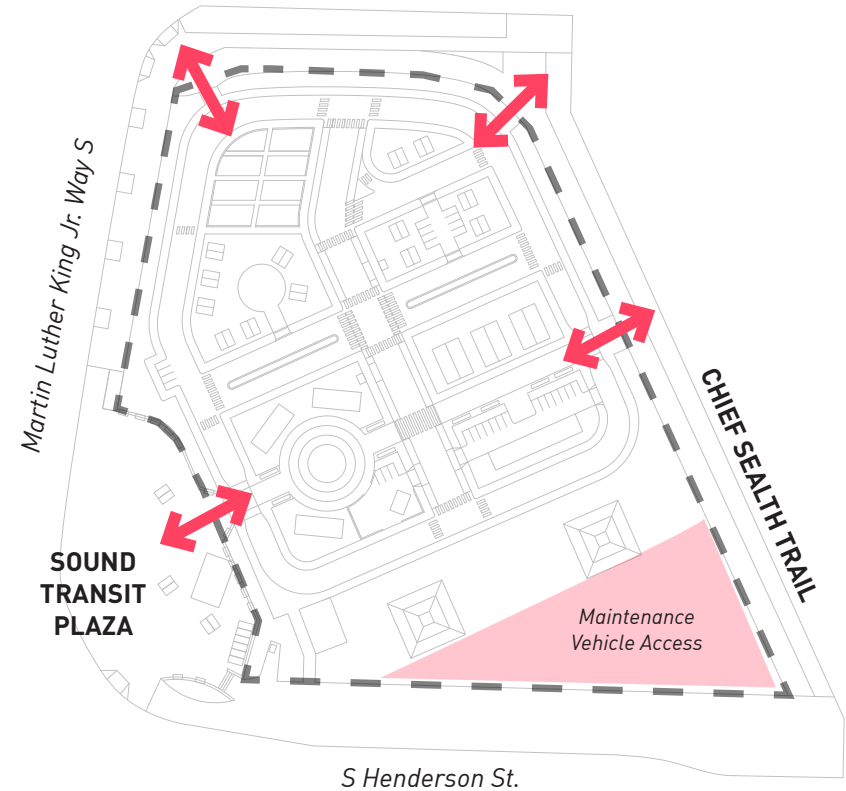 Martin Luther King Jr. Way S
CHIEF SEALTH TRAIL
SOUND
TRANSIT
PLAZA
Maintenance
Vehicle Access
S Henderson St.